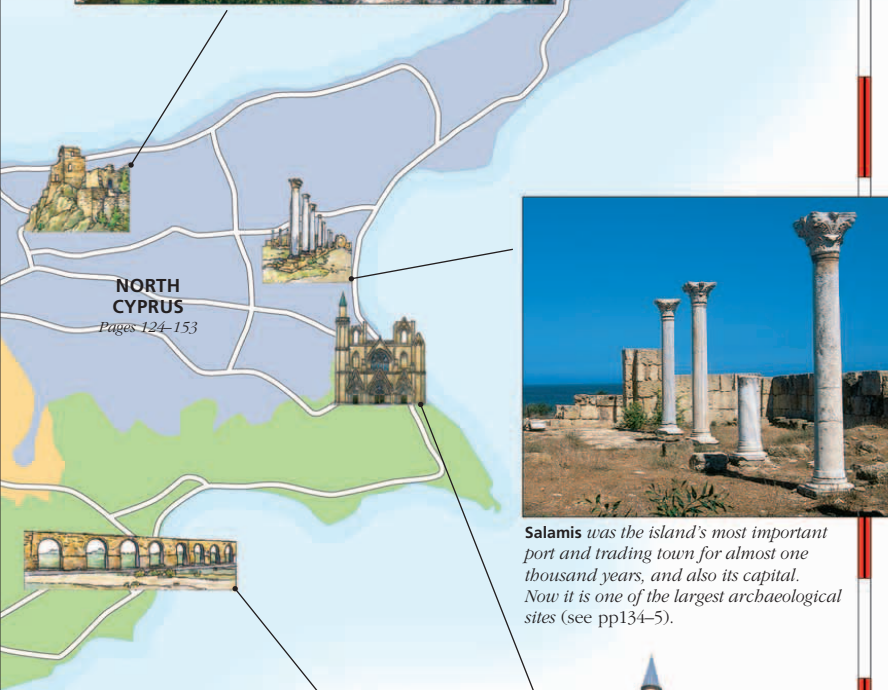 NORTH
CYPRUS
Pages 124–153
Salamis was the island's most important
port and trading town for almost one
thousand years, and also its capital.
Now it is one of the largest archaeological
sites (see pp134–5).